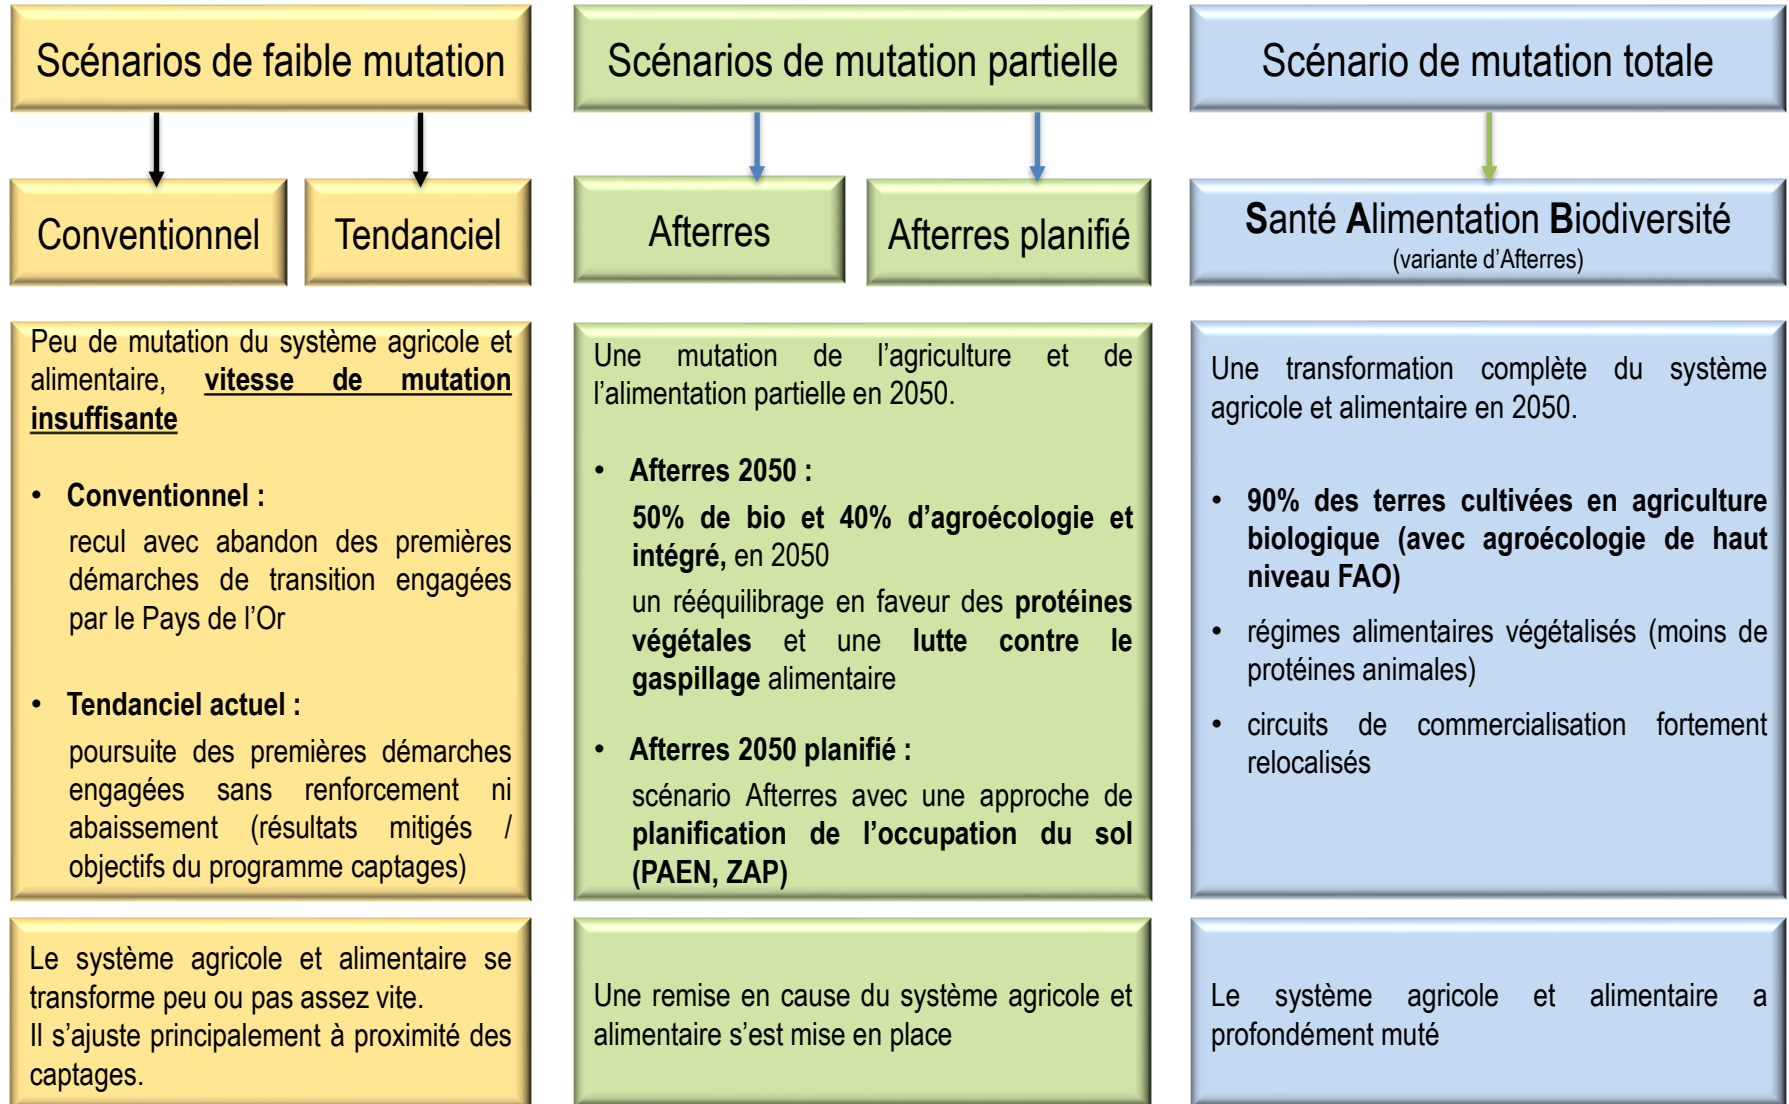 Scénarios de faible mutation
Conventionnel
Tendanciel
Peu de mutation du système agricole et
alimentaire, vitesse de mutation
insuffisante
• Conventionnel :
recul avec abandon des premières
démarches de transition engagées
par le Pays de l’Or
• Tendanciel actuel :
poursuite des premières démarches
engagées sans renforcement ni
abaissement (résultats mitigés /
objectifs du programme captages)
Le système agricole et alimentaire se
transforme peu ou pas assez vite.
Il s’ajuste principalement à proximité des
captages.
Scénarios de mutation partielle
Afterres
Afterres planifié
Une mutation de l’agriculture et de
l’alimentation partielle en 2050.
• Afterres 2050 :
50% de bio et 40% d’agroécologie et
intégré, en 2050
un rééquilibrage en faveur des protéines
végétales et une lutte contre le
gaspillage alimentaire
• Afterres 2050 planifié :
scénario Afterres avec une approche de
planification de l’occupation du sol
(PAEN, ZAP)
Une remise en cause du système agricole et
alimentaire s’est mise en place
Scénario de mutation totale
Santé Alimentation Biodiversité
(variante d’Afterres)
Une transformation complète du système
agricole et alimentaire en 2050.
• 90% des terres cultivées en agriculture
biologique (avec agroécologie de haut
niveau FAO)
• régimes alimentaires végétalisés (moins de
protéines animales)
• circuits de commercialisation fortement
relocalisés
Le système agricole et alimentaire a
profondément muté